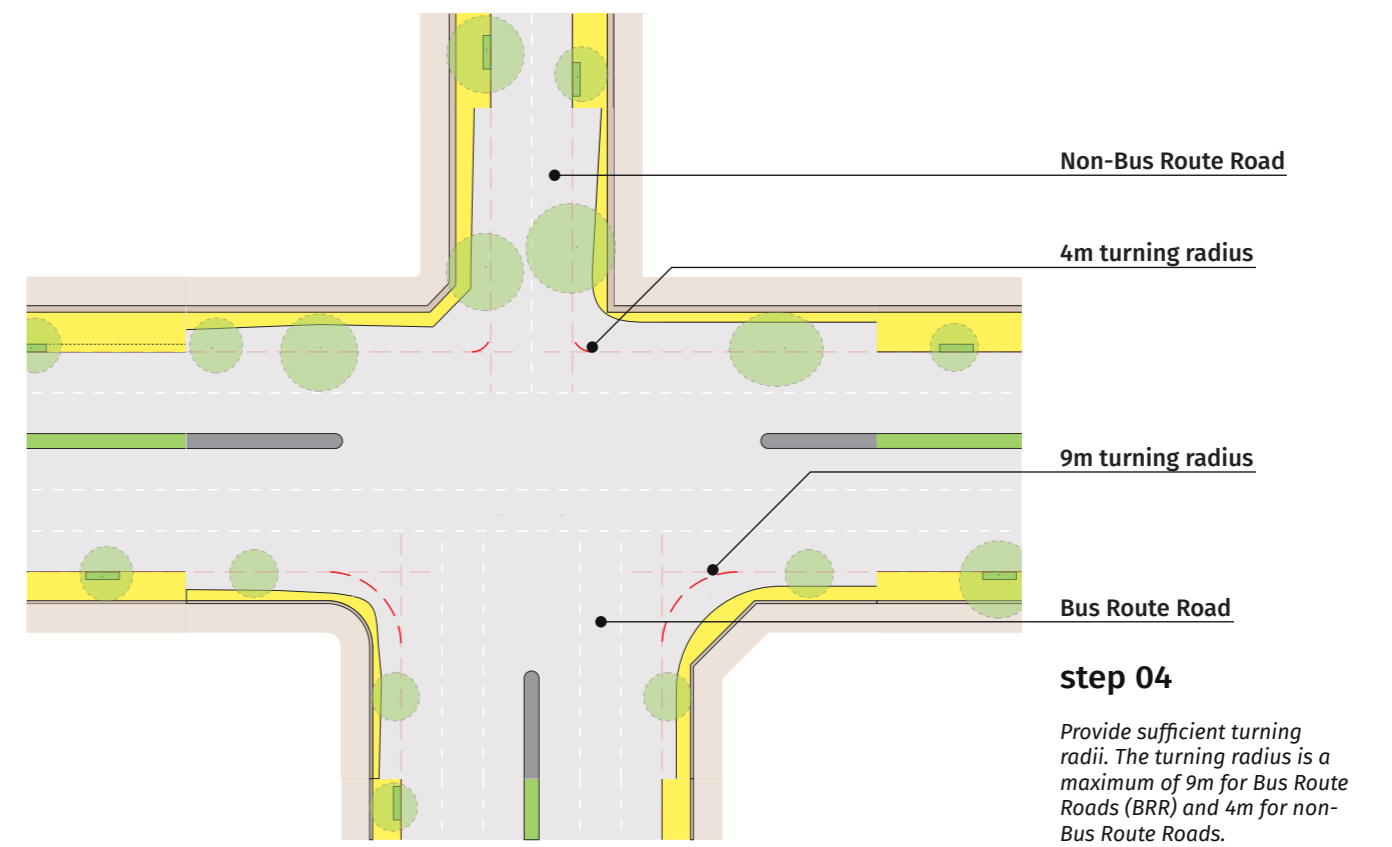 Non-Bus Route Road
4m turning radius
9m turning radius
Bus Route Road
step 04
Provide sufficient turning
radii. The turning radius is a
maximum of 9m for Bus Route
Roads (BRR) and 4m for non-
Bus Route Roads.